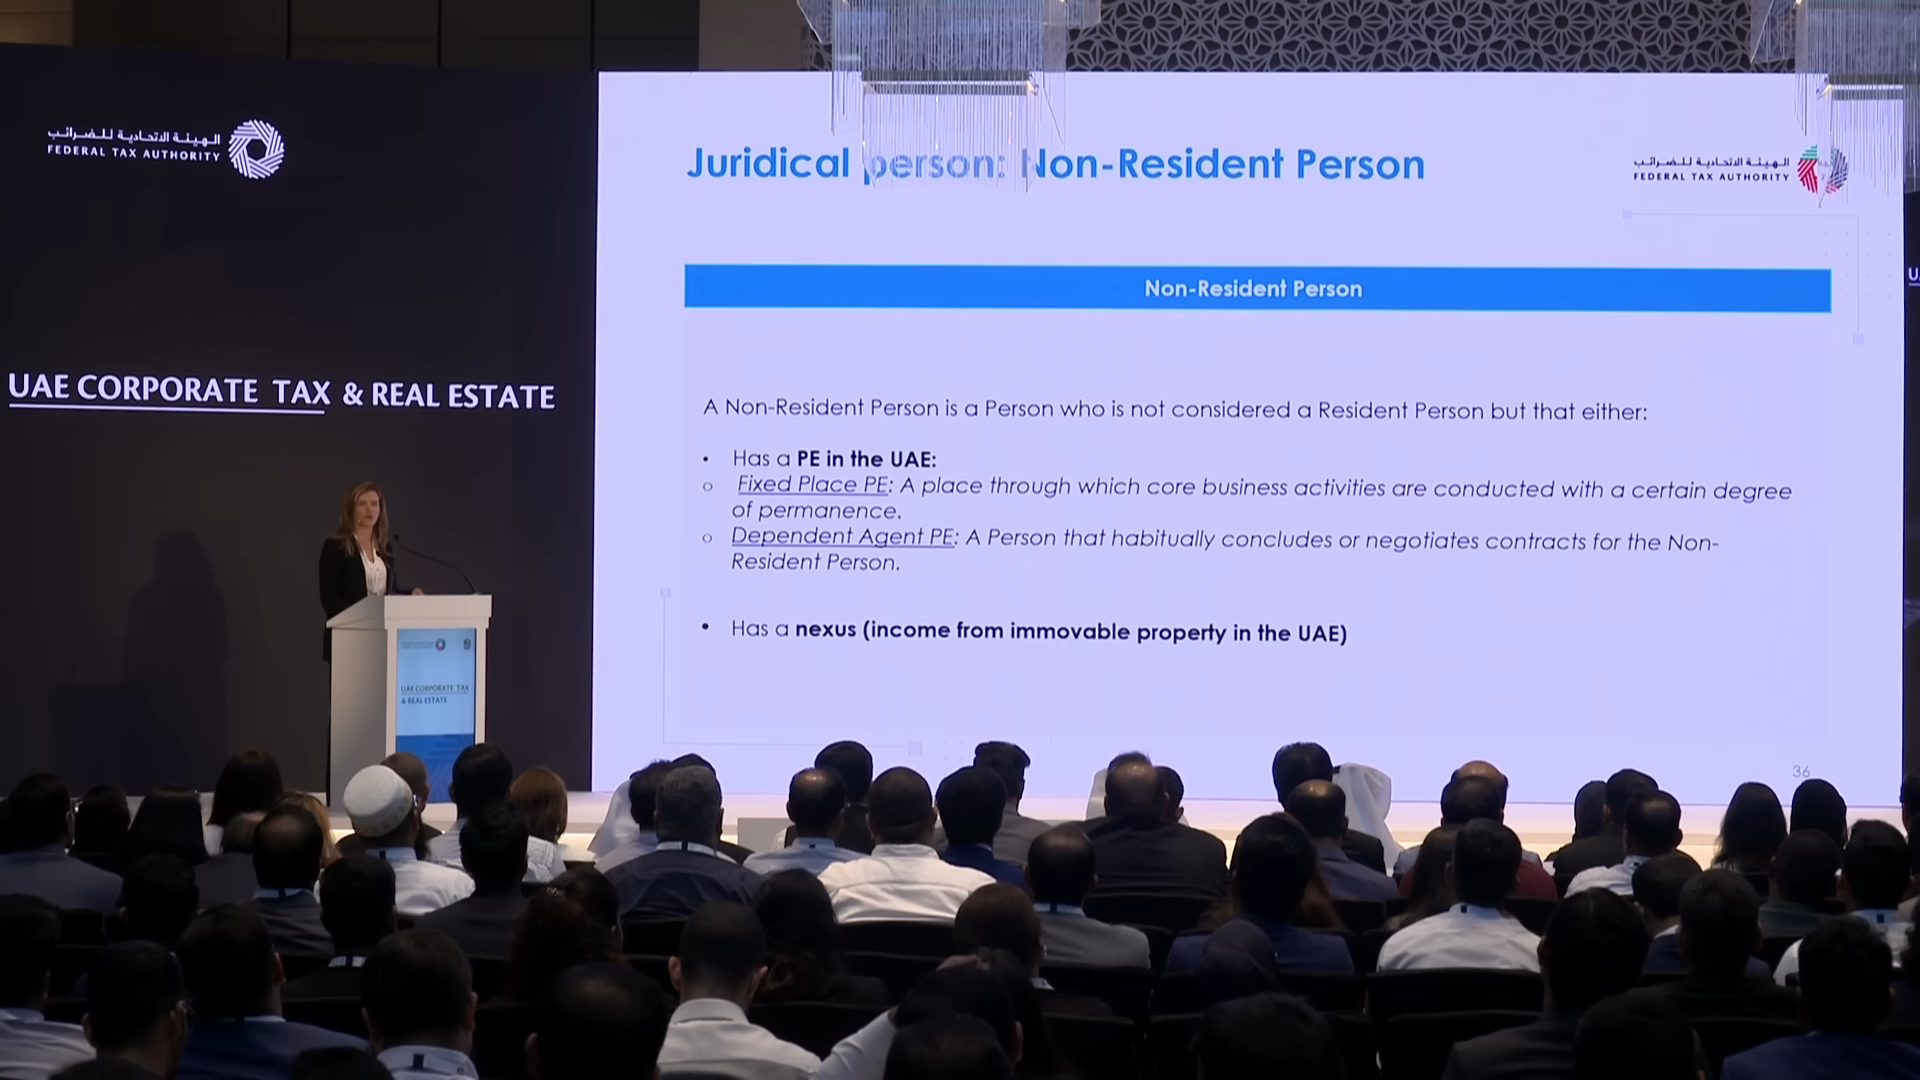 الهيئة الاتحادية للضرائب
FEDERAL TAX AUTHORITY
UAE CORPORATE TAX & REAL ESTATE
Juridical person: Non-Resident Person
الهيئة الاتحادية للضرائب
FEDERAL TAX AUTHORITY
Non-Resident Person
A Non-Resident Person is a Person who is not considered a Resident Person but that either:
• Has a PE in the UAE:
o Fixed Place PE: A place through which core business activities are conducted with a certain degree
of permanence.
o Dependent Agent PE: A Person that habitually concludes or negotiates contracts for the Non-
Resident Person.
• Has a nexus (income from immovable property in the UAE)
36
UAE CORPORATE TAX
& REAL ESTATE